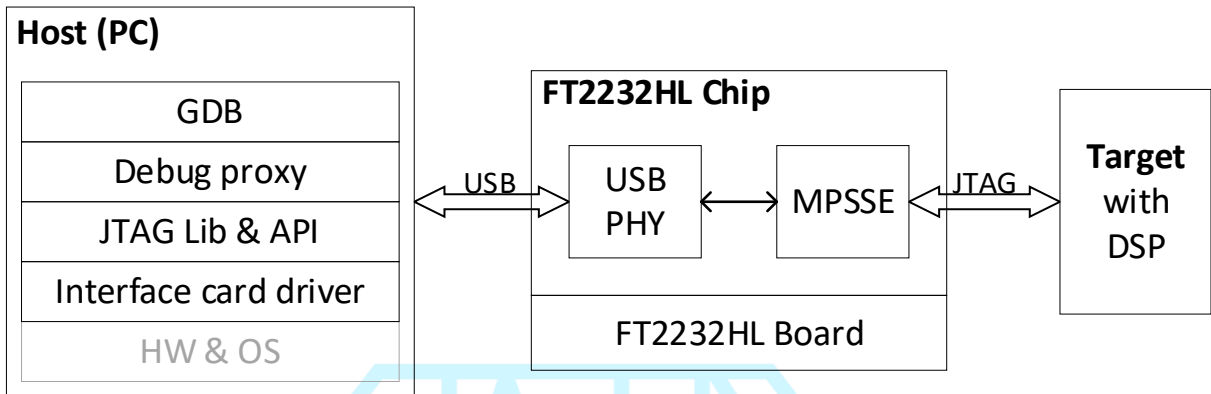 Host (PC)
GDB
Debug proxy
JTAG Lib & API
Interface card driver
HW & OS
USB
FT2232HL Chip
USB
PHY
MPSSE
FT2232HL Board
JTAG
Target
with
DSP